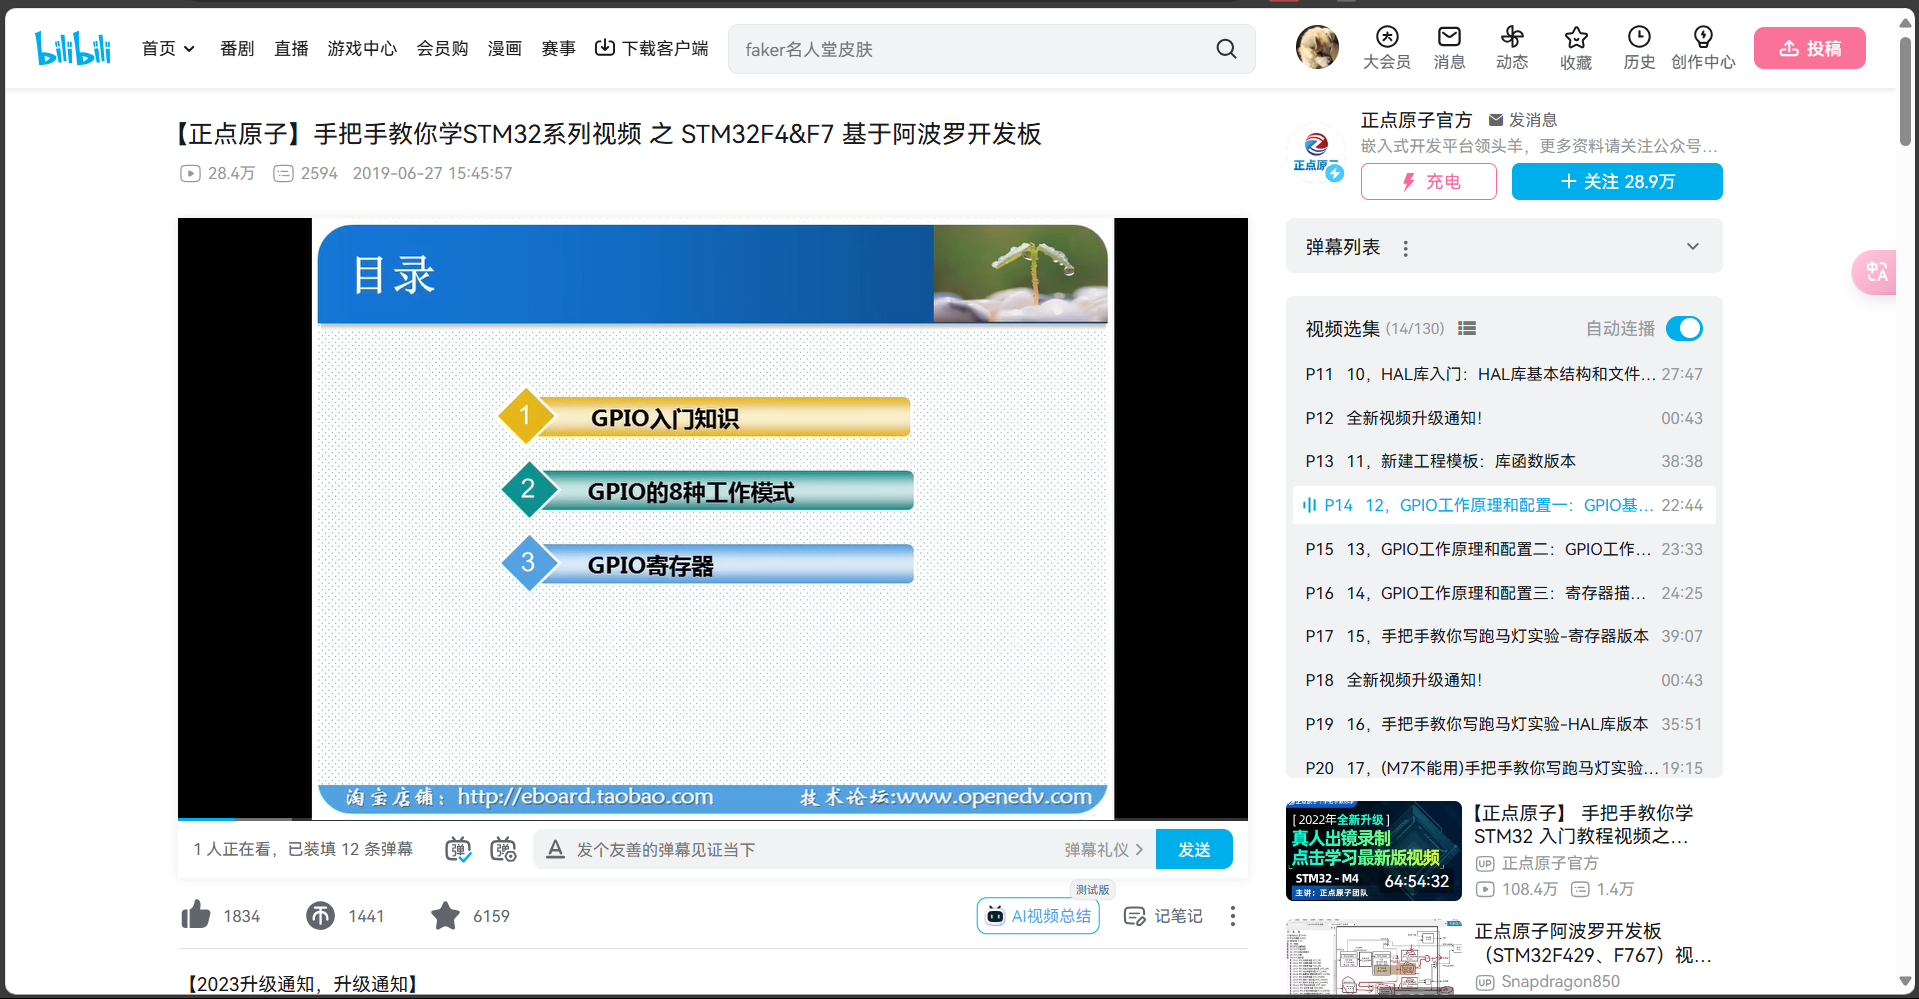 bilibili
首页
番剧
直播
游戏中心
会员购
漫画
赛事
下载客户端
faker名人堂皮肤
大会员
消息
动态
收藏
历史
创作中心
投稿
【正点原子】手把手教你学STM32系列视频 之 STM32F4&F7 基于阿波罗开发板
28.4万
2594
2019-06-27 15:45:57
目录
1 GPIO入门知识
2 GPIO的8种工作模式
3 GPIO寄存器
淘宝店铺：http://eboard.taobao.com
技术论坛:www.openedv.com
1 人正在看，已装填 12 条弹幕
弹
弹
A
发个友善的弹幕见证当下
弹幕礼仪
发送
1834
1441
6159
测试版
AI视频总结
记笔记
【2023升级通知，升级通知】
正点原子官方
发消息
嵌入式开发平台领头羊，更多资料请关注公众号...
充电
+ 关注 28.9万
弹幕列表
中A
视频选集 (14/130)
自动连播
P11 10，HAL库入门：HAL库基本结构和文件... 27:47
P12 全新视频升级通知！ 00:43
P13 11，新建工程模板：库函数版本 38:38
P14 12，GPIO工作原理和配置一：GPIO基... 22:44
P15 13，GPIO工作原理和配置二：GPIO工作... 23:33
P16 14，GPIO工作原理和配置三：寄存器描... 24:25
P17 15，手把手教你写跑马灯实验-寄存器版本 39:07
P18 全新视频升级通知！ 00:43
P19 16，手把手教你写跑马灯实验-HAL库版本 35:51
P20 17，(M7不能用)手把手教你写跑马灯实验... 19:15
[ 2022年全新升级 ]
真人出镜录制
点击学习最新版视频
STM32 - M4
主讲：正点原子团队
64:54:32
【正点原子】 手把手教你学
STM32 入门教程视频之...
UP 正点原子官方
108.4万
1.4万
正点原子阿波罗开发板
（STM32F429、F767）视...
UP Snapdragon850